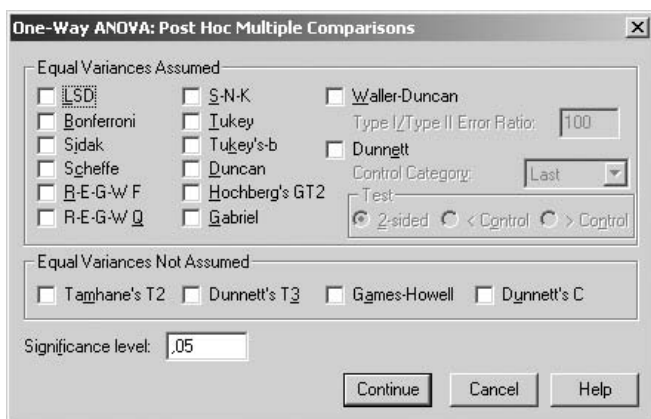 One-Way ANOVA: Post Hoc Multiple Comparisons
Equal Variances Assumed
LSD
Bonferroni
Sidak
Scheffe
R-E-G-W F
R-E-G-W Q
S-N-K
Tukey
Tukey's-b
Duncan
Hochberg's GT2
Gabriel
Waller-Duncan
Type I/Type II Error Ratio: 100
Dunnett
Control Category: Last
Test
2-sided < Control > Control
Equal Variances Not Assumed
Tamhane's T2 Dunnett's T3 Games-Howell Dunnett's C
Significance level: ,05
Continue Cancel Help